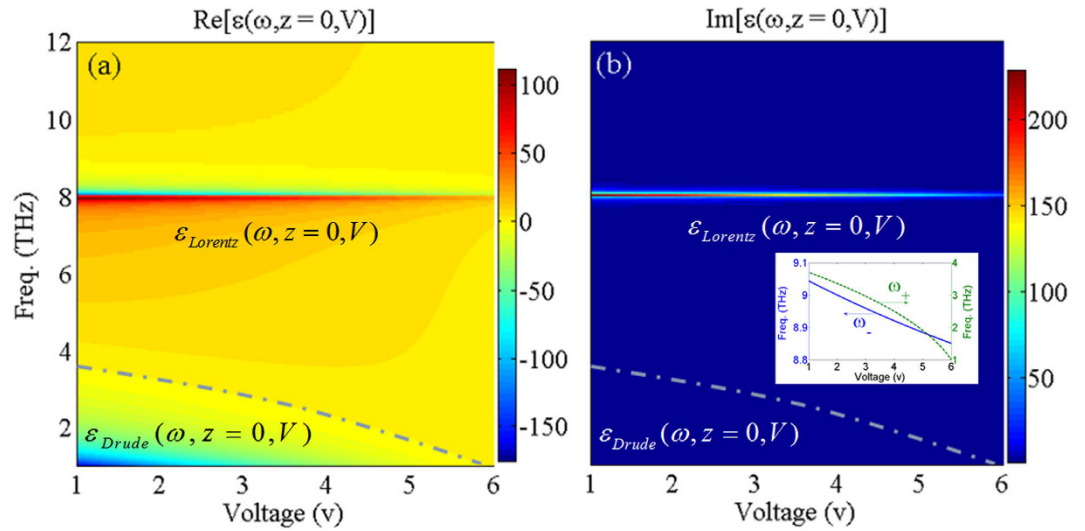 Re[ε(ω,z = 0,V)]
Im[ε(ω,z = 0,V)]
(a)
12
10
8
6
4
2
Freq. (THz)
ε_Lorentz (ω, z = 0, V)
ε_Drude (ω, z = 0, V)
1 2 3 4 5 6
Voltage (v)
100
50
0
-50
-100
-150
(b)
ε_Lorentz (ω, z = 0, V)
9.1
9
8.9
8.8
Freq. (THz)
ω+
ω-
4
3
2
1
Freq. (THz)
1 2 3 4 5 6
Voltage (v)
ε_Drude (ω, z = 0, V)
1 2 3 4 5 6
Voltage (v)
200
150
100
50